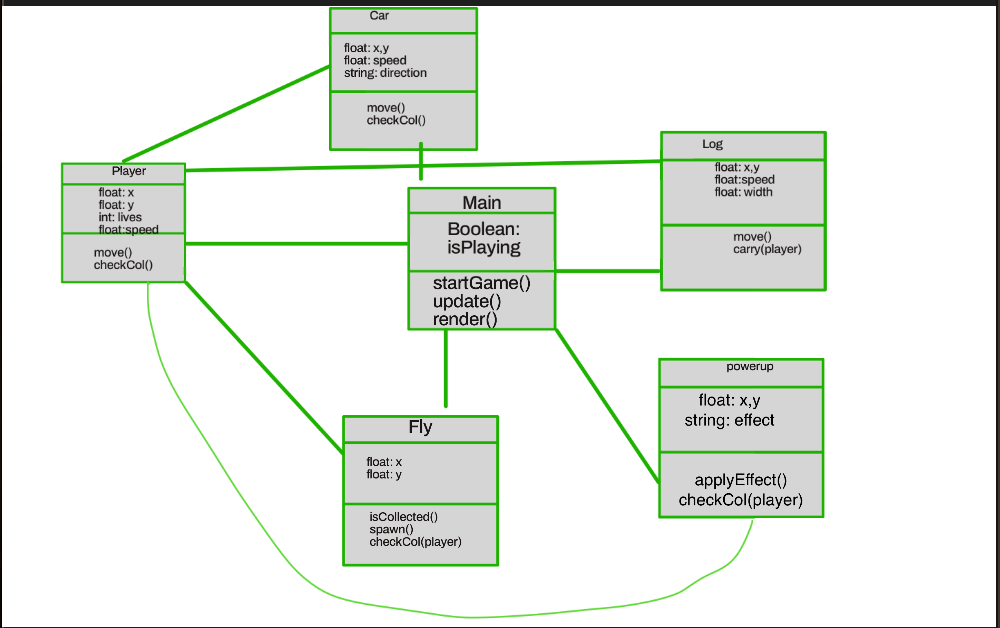 Car
float: x,y
float: speed
string: direction
move()
checkCol()
Player
float: x
float: y
int: lives
float:speed
move()
checkCol()
Main
Boolean:
isPlaying
startGame()
update()
render()
Log
float: x,y
float:speed
float: width
move()
carry(player)
Fly
float: x
float: y
isCollected()
spawn()
checkCol(player)
powerup
float: x,y
string: effect
applyEffect()
checkCol(player)